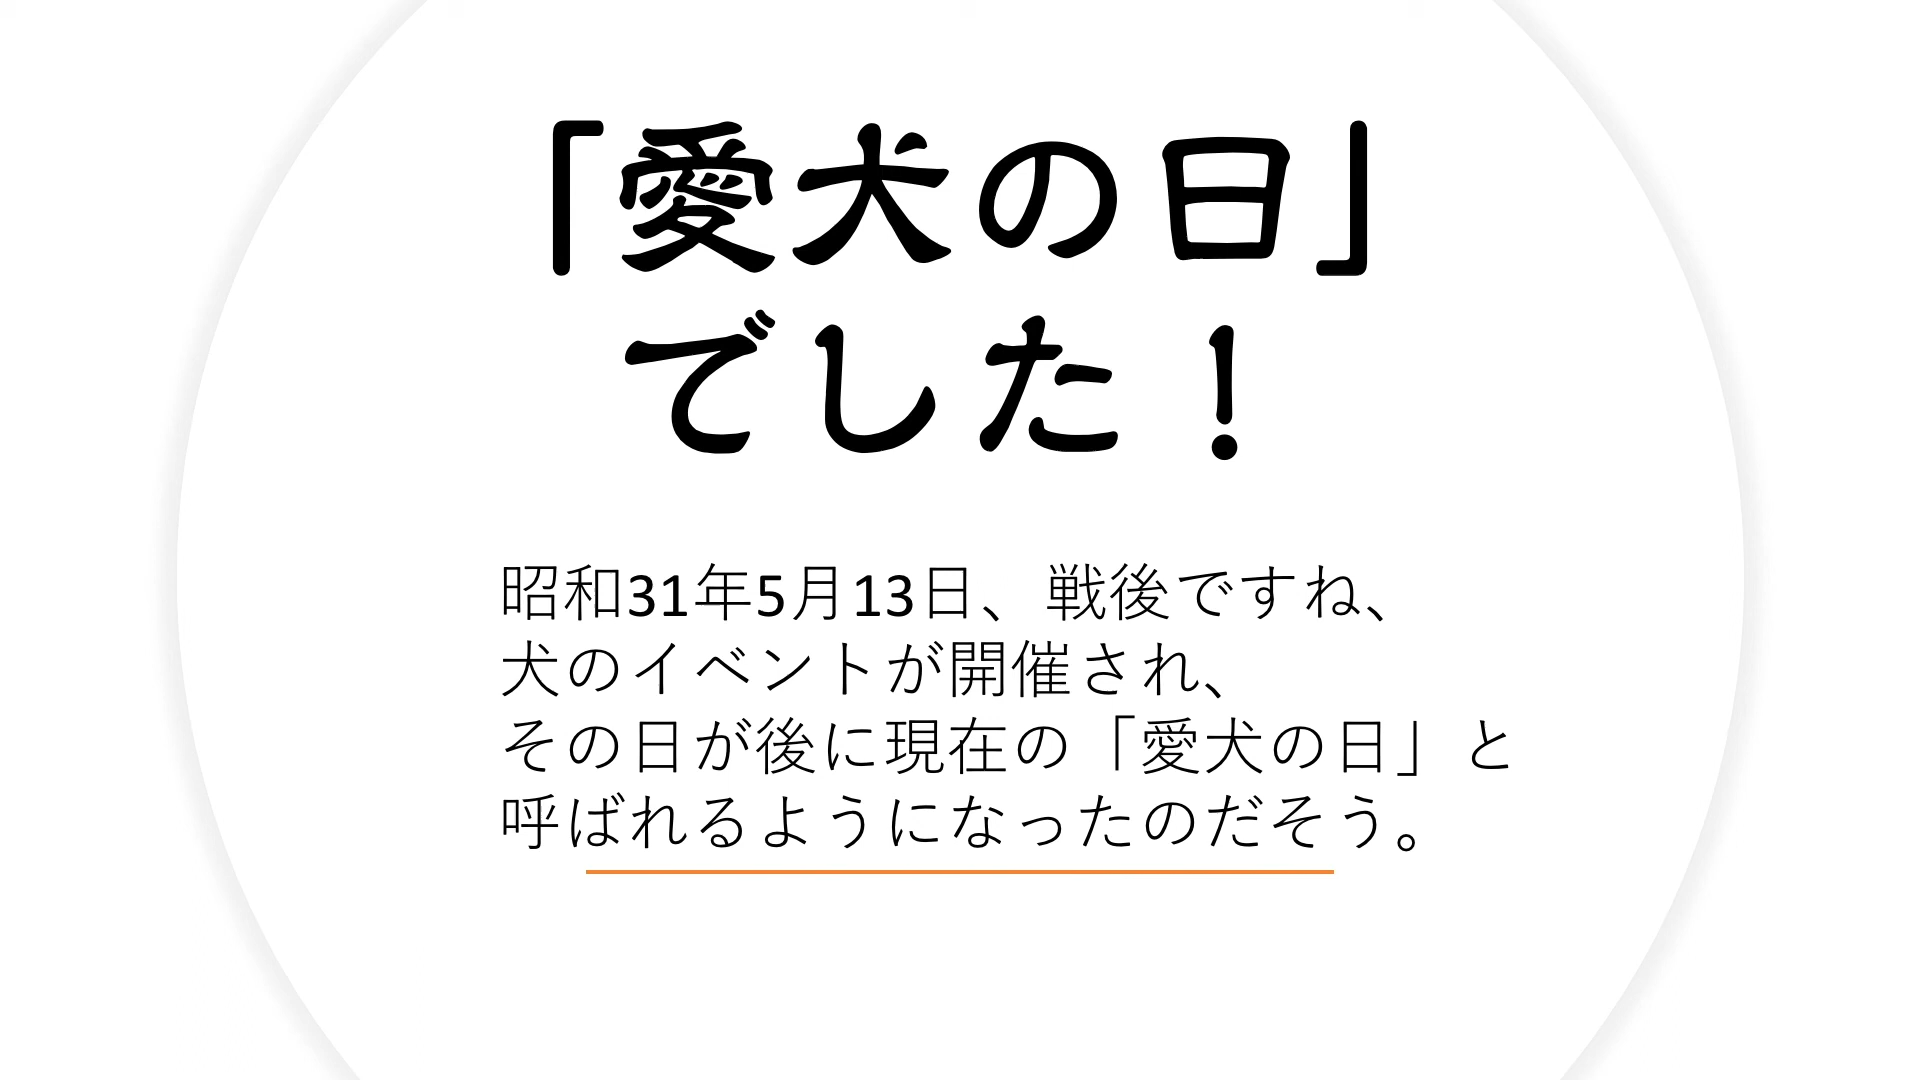 「愛犬の日」
でした！
昭和31年5月13日、戦後ですね、
犬のイベントが開催され、
その日が後に現在の「愛犬の日」と
呼ばれるようになったのだそう。